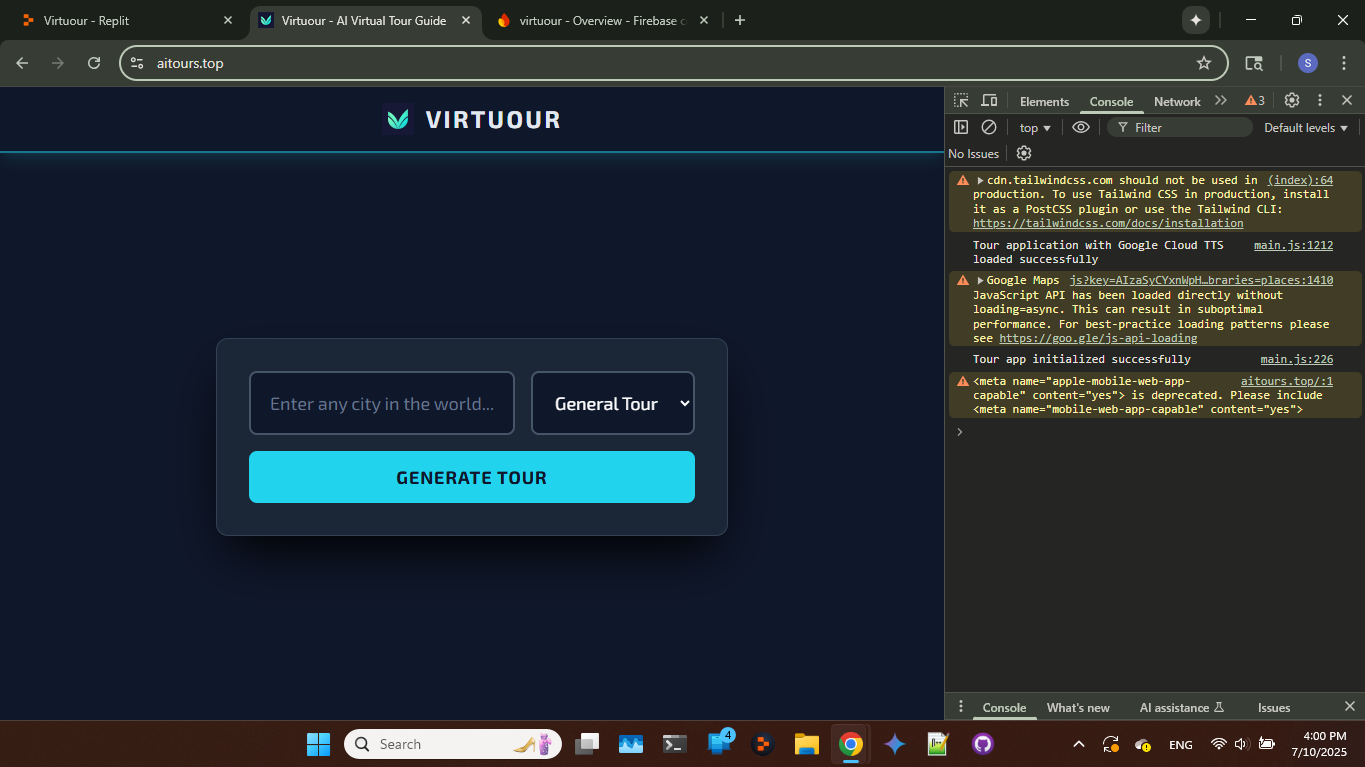 Virtuour - Replit
Virtuour - AI Virtual Tour Guide
virtuour - Overview - Firebase c
aitours.top
S
VIRTUOUR
Enter any city in the world...
General Tour
GENERATE TOUR
Elements
Console
Network
3
top
Filter
Default levels
No Issues
cdn.tailwindcss.com should not be used in (index):64
production. To use Tailwind CSS in production, install
it as a PostCSS plugin or use the Tailwind CLI:
https://tailwindcss.com/docs/installation
Tour application with Google Cloud TTS main.js:1212
loaded successfully
Google Maps js?key=AIzaSyCYxnWpH…braries=places:1410
JavaScript API has been loaded directly without
loading=async. This can result in suboptimal
performance. For best-practice loading patterns please
see https://goo.gle/js-api-loading
Tour app initialized successfully main.js:226
<meta name="apple-mobile-web-app- aitours.top/:1
capable" content="yes"> is deprecated. Please include
<meta name="mobile-web-app-capable" content="yes">
Console
What's new
AI assistance
Issues
Search
4
ENG
4:00 PM
7/10/2025